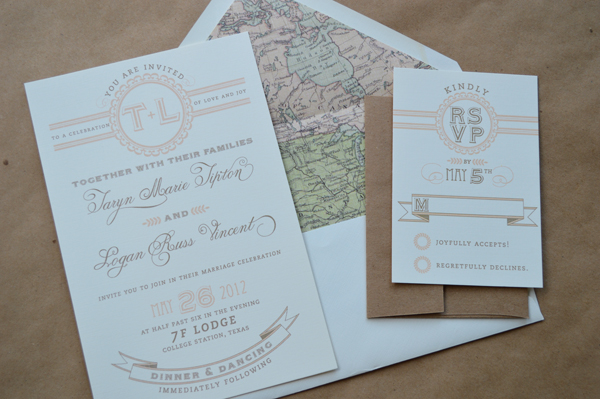 YOU ARE INVITED
T+L
TO A CELEBRATION OF LOVE AND JOY
TOGETHER WITH THEIR FAMILIES
Taryn Marie Tipton
AND
Logan Russ Vincent
INVITE YOU TO JOIN IN THEIR MARRIAGE CELEBRATION
MAY 26 2012
AT HALF PAST SIX IN THE EVENING
7F LODGE
COLLEGE STATION, TEXAS
DINNER & DANCING
IMMEDIATELY FOLLOWING
KINDLY
RS
VP
BY
MAY 5TH
M
JOYFULLY ACCEPTS!
REGRETFULLY DECLINES.